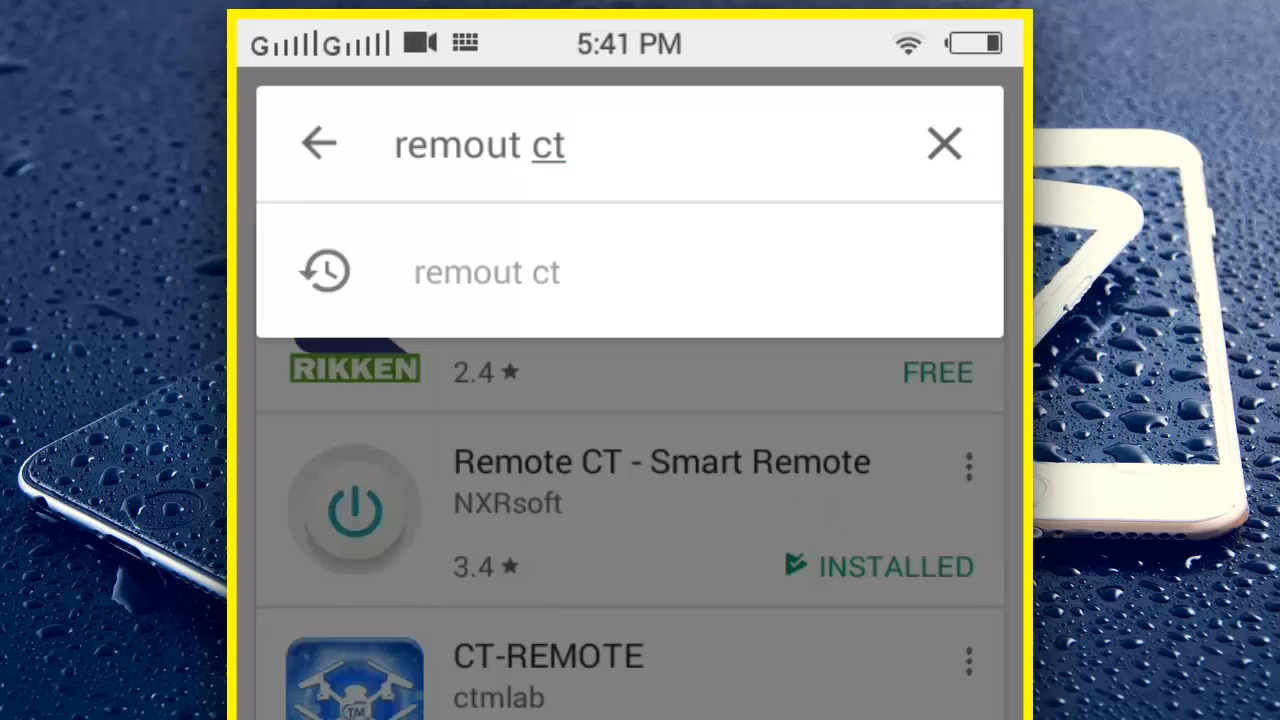 G G 5:41 PM
remout ct
remout ct
RIKKEN 2.4 FREE
Remote CT - Smart Remote
NXRsoft
3.4 INSTALLED
CT-REMOTE
ctmlab
TM